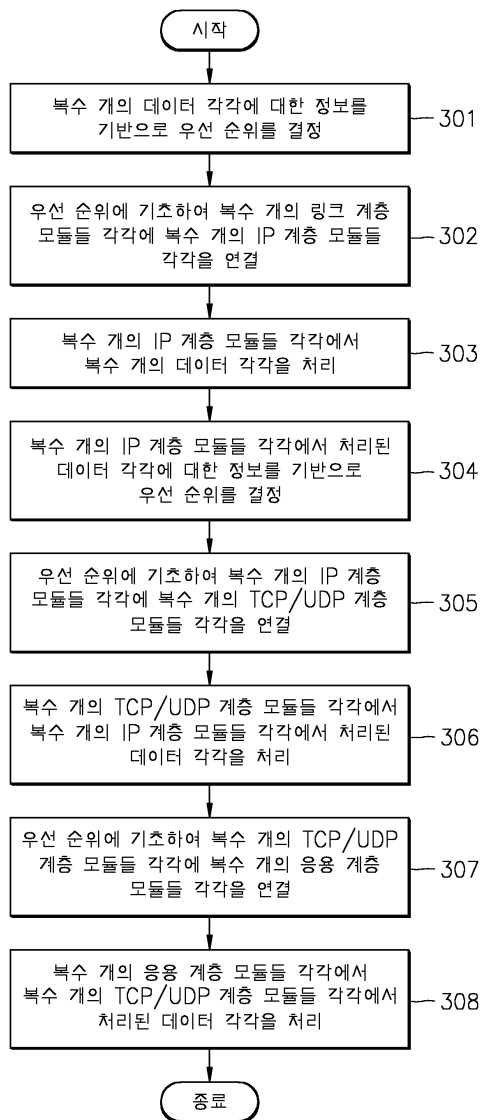 시작
복수 개의 데이터 각각에 대한 정보를
기반으로 우선 순위를 결정
301
우선 순위에 기초하여 복수 개의 링크 계층
모듈들 각각에 복수 개의 IP 계층 모듈들
각각을 연결
302
복수 개의 IP 계층 모듈들 각각에서
복수 개의 데이터 각각을 처리
303
복수 개의 IP 계층 모듈들 각각에서 처리된
데이터 각각에 대한 정보를 기반으로
우선 순위를 결정
304
우선 순위에 기초하여 복수 개의 IP 계층
모듈들 각각에 복수 개의 TCP/UDP 계층
모듈들 각각을 연결
305
복수 개의 TCP/UDP 계층 모듈들 각각에서
복수 개의 IP 계층 모듈들 각각에서 처리된
데이터 각각을 처리
306
우선 순위에 기초하여 복수 개의 TCP/UDP
계층 모듈들 각각에 복수 개의 응용 계층
모듈들 각각을 연결
307
복수 개의 응용 계층 모듈들 각각에서
복수 개의 TCP/UDP 계층 모듈들 각각에서
처리된 데이터 각각을 처리
308
종료